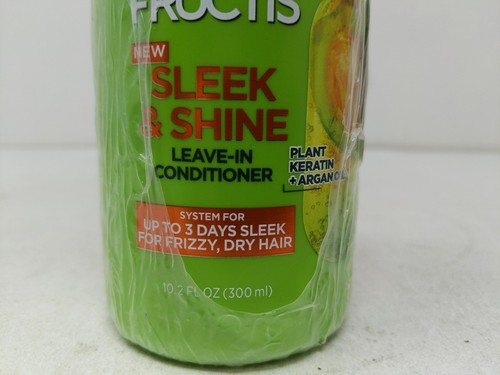 FRUCTIS
NEW
SLEEK
& SHINE
LEAVE-IN
CONDITIONER
PLANT
KERATIN
+ ARGAN OIL
SYSTEM FOR
UP TO 3 DAYS SLEEK
FOR FRIZZY, DRY HAIR
10.2 FL OZ (300 ml)